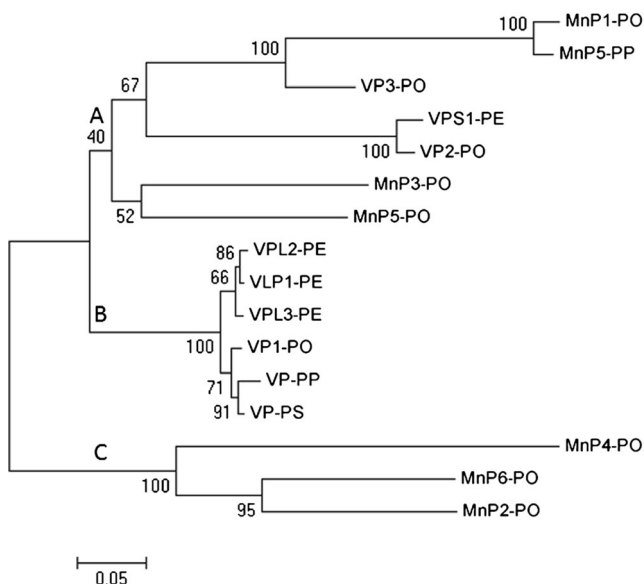 100 MnP1-PO
100
MnP5-PP
67
VP3-PO
A
VPS1-PE
40
100 VP2-PO
MnP3-PO
52 MnP5-PO
86 VPL2-PE
66 VLP1-PE
B
VPL3-PE
100 VP1-PO
71 VP-PP
91 VP-PS
C MnP4-PO
100 MnP6-PO
95 MnP2-PO
0.05